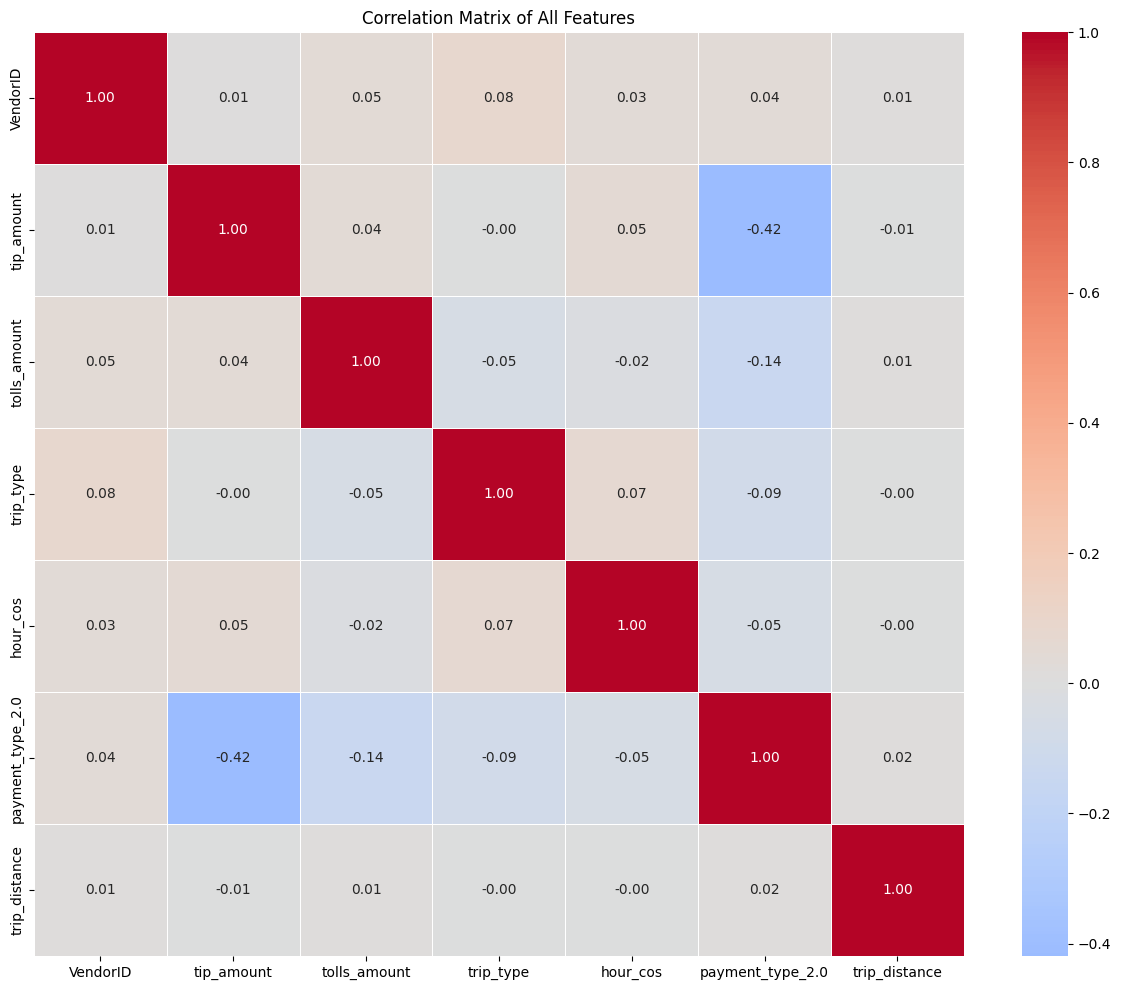 Correlation Matrix of All Features
VendorID
1.00 0.01 0.05 0.08 0.03 0.04 0.01
tip_amount
0.01 1.00 0.04 -0.00 0.05 -0.42 -0.01
tolls_amount
0.05 0.04 1.00 -0.05 -0.02 -0.14 0.01
trip_type
0.08 -0.00 -0.05 1.00 0.07 -0.09 -0.00
hour_cos
0.03 0.05 -0.02 0.07 1.00 -0.05 -0.00
payment_type_2.0
0.04 -0.42 -0.14 -0.09 -0.05 1.00 0.02
trip_distance
0.01 -0.01 0.01 -0.00 -0.00 0.02 1.00
VendorID tip_amount tolls_amount trip_type hour_cos payment_type_2.0 trip_distance
1.0
0.8
0.6
0.4
0.2
0.0
−0.2
−0.4